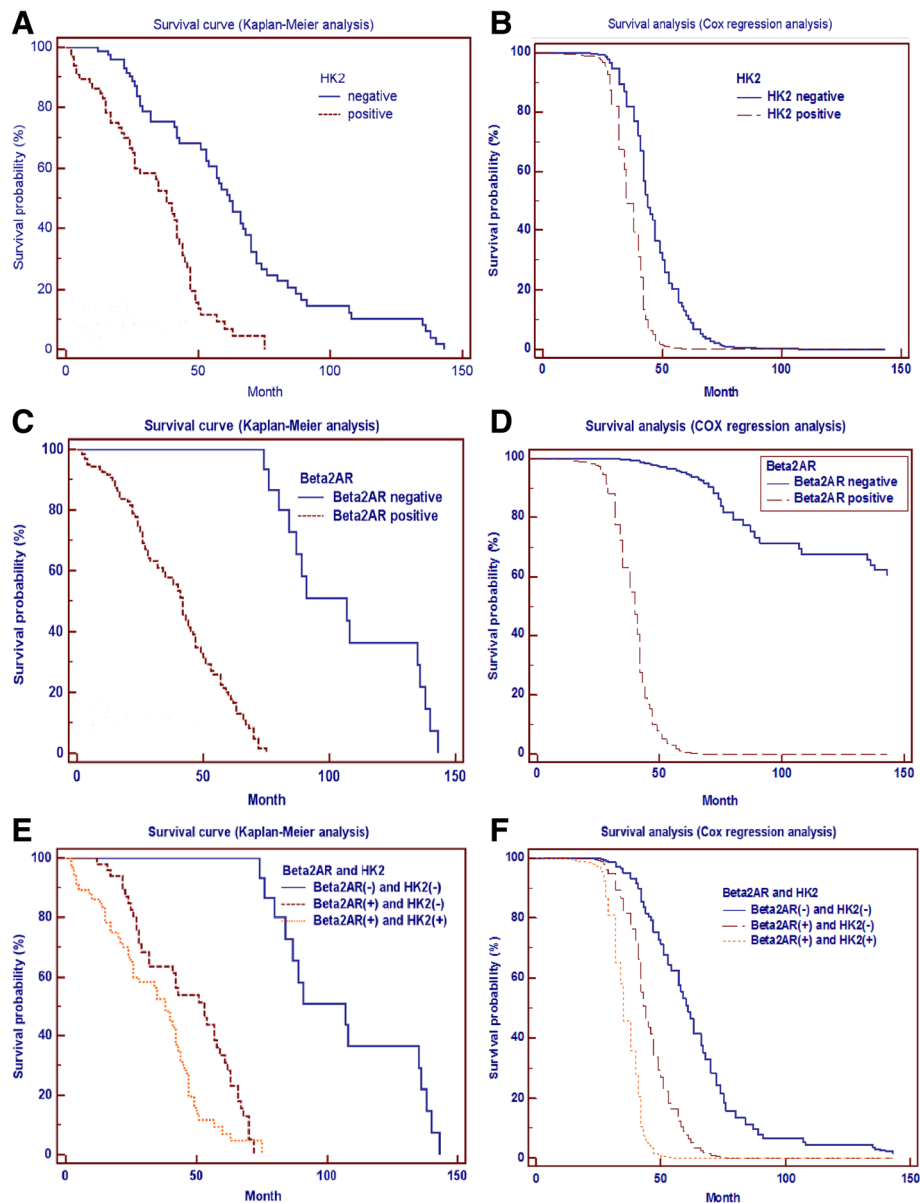 A
Survival curve (Kaplan-Meier analysis)
HK2
negative
positive
Survival probability (%)
100
80
60
40
20
0
0 50 100 150
Month
B
Survival analysis (Cox regression analysis)
HK2
HK2 negative
HK2 positive
Survival probability (%)
100
80
60
40
20
0
0 50 100 150
Month
C
Survival curve (Kaplan-Meier analysis)
Beta2AR
Beta2AR negative
Beta2AR positive
Survival probability (%)
100
80
60
40
20
0
0 50 100 150
Month
D
Survival analysis (COX regression analysis)
Beta2AR
Beta2AR negative
Beta2AR positive
Survival probability (%)
100
80
60
40
20
0
0 50 100 150
Month
E
Survival curve (Kaplan-Meier analysis)
Beta2AR and HK2
Beta2AR(-) and HK2(-)
Beta2AR(+) and HK2(-)
Beta2AR(+) and HK2(+)
Survival probability (%)
100
80
60
40
20
0
0 50 100 150
Month
F
Survival analysis (Cox regression analysis)
Beta2AR and HK2
Beta2AR(-) and HK2(-)
Beta2AR(+) and HK2(-)
Beta2AR(+) and HK2(+)
Survival probability (%)
100
80
60
40
20
0
0 50 100 150
Month